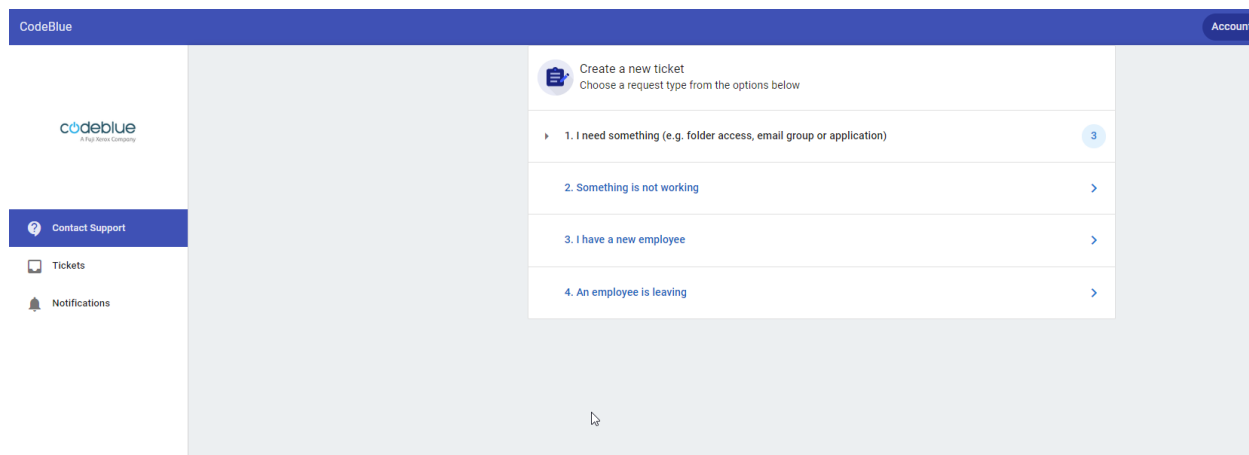 CodeBlue
Account
codeblue
A Fuji Xerox Company
Contact Support
Tickets
Notifications
Create a new ticket
Choose a request type from the options below
1. I need something (e.g. folder access, email group or application)
3
2. Something is not working
3. I have a new employee
4. An employee is leaving